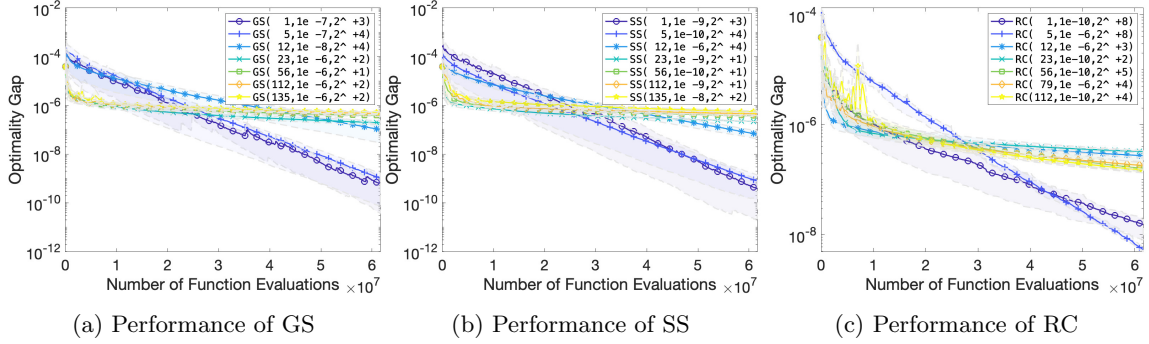 GS( 1,1e -7,2^ +3)
GS( 5,1e -7,2^ +4)
GS( 12,1e -8,2^ +4)
GS( 23,1e -6,2^ +2)
GS( 56,1e -6,2^ +1)
GS(112,1e -6,2^ +2)
GS(135,1e -6,2^ +2)
10^-4
10^-6
10^-8
10^-10
10^-12
Optimality Gap
0 1 2 3 4 5 6
Number of Function Evaluations ×10^7
(a) Performance of GS
SS( 1,1e -9,2^ +3)
SS( 5,1e-10,2^ +4)
SS( 12,1e -6,2^ +4)
SS( 23,1e -9,2^ +1)
SS( 56,1e-10,2^ +1)
SS(112,1e -9,2^ +1)
SS(135,1e -8,2^ +2)
10^-4
10^-6
10^-8
10^-10
10^-12
Optimality Gap
0 1 2 3 4 5 6
Number of Function Evaluations ×10^7
(b) Performance of SS
RC( 1,1e-10,2^ +8)
RC( 5,1e -6,2^ +8)
RC( 12,1e -6,2^ +3)
RC( 23,1e-10,2^ +2)
RC( 56,1e-10,2^ +5)
RC( 79,1e -6,2^ +4)
RC(112,1e-10,2^ +4)
10^-4
10^-6
10^-8
Optimality Gap
0 1 2 3 4 5 6
Number of Function Evaluations ×10^7
(c) Performance of RC